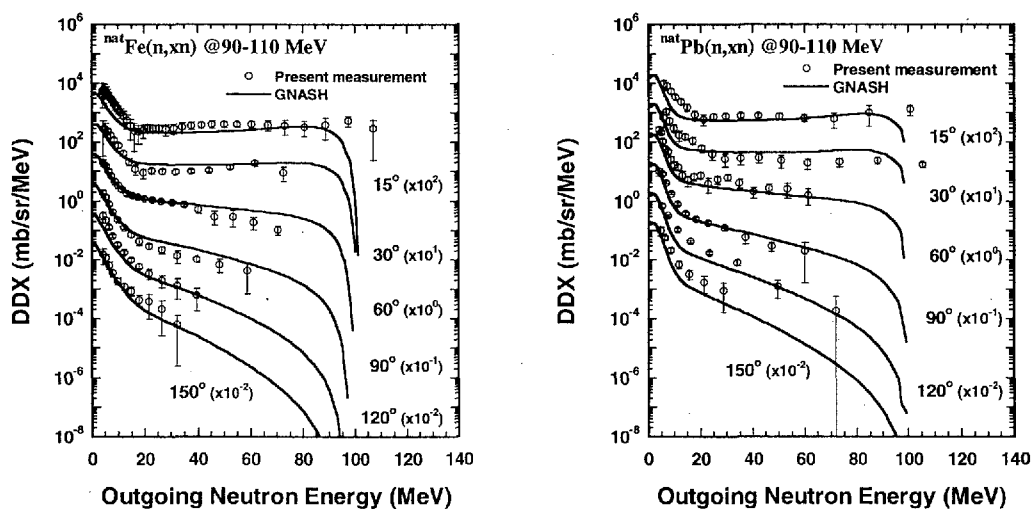 natFe(n,xn) @90-110 MeV
Present measurement
GNASH
DDX (mb/sr/MeV)
10^6
10^4
10^2
10^0
10^-2
10^-4
10^-6
10^-8
15° (x10^2)
30° (x10^1)
60° (x10^0)
90° (x10^-1)
120° (x10^-2)
150° (x10^-2)
0 20 40 60 80 100 120 140
Outgoing Neutron Energy (MeV)
natPb(n,xn) @90-110 MeV
Present measurement
GNASH
DDX (mb/sr/MeV)
10^6
10^4
10^2
10^0
10^-2
10^-4
10^-6
10^-8
15° (x10^2)
30° (x10^1)
60° (x10^0)
90° (x10^-1)
120° (x10^-2)
150° (x10^-2)
0 20 40 60 80 100 120 140
Outgoing Neutron Energy (MeV)